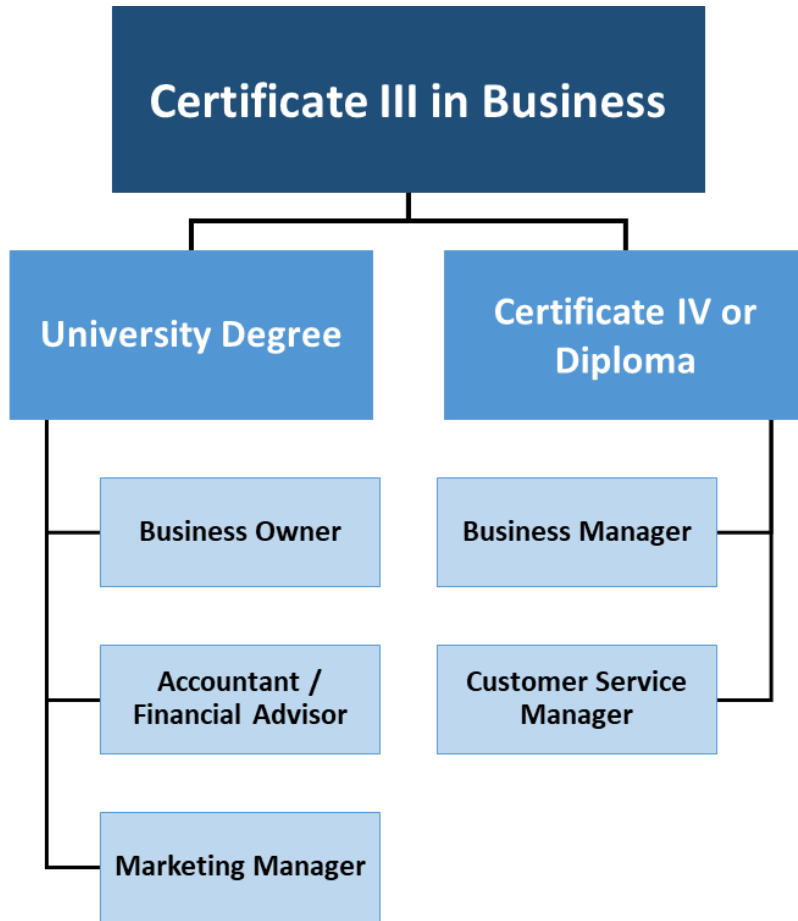 Certificate III in Business
University Degree
Certificate IV or
Diploma
Business Owner
Business Manager
Accountant /
Financial Advisor
Customer Service
Manager
Marketing Manager